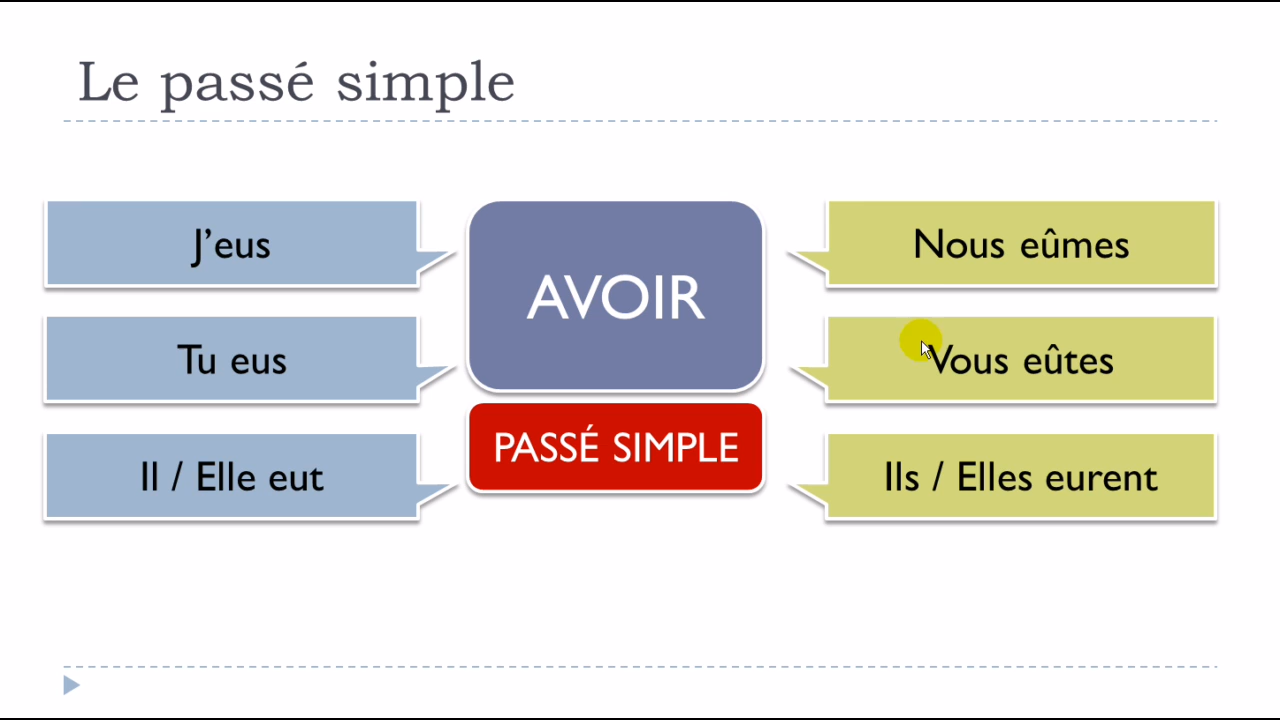 Le passé simple
J’eus
Tu eus
Il / Elle eut
AVOIR
PASSÉ SIMPLE
Nous eûmes
Vous eûtes
Ils / Elles eurent